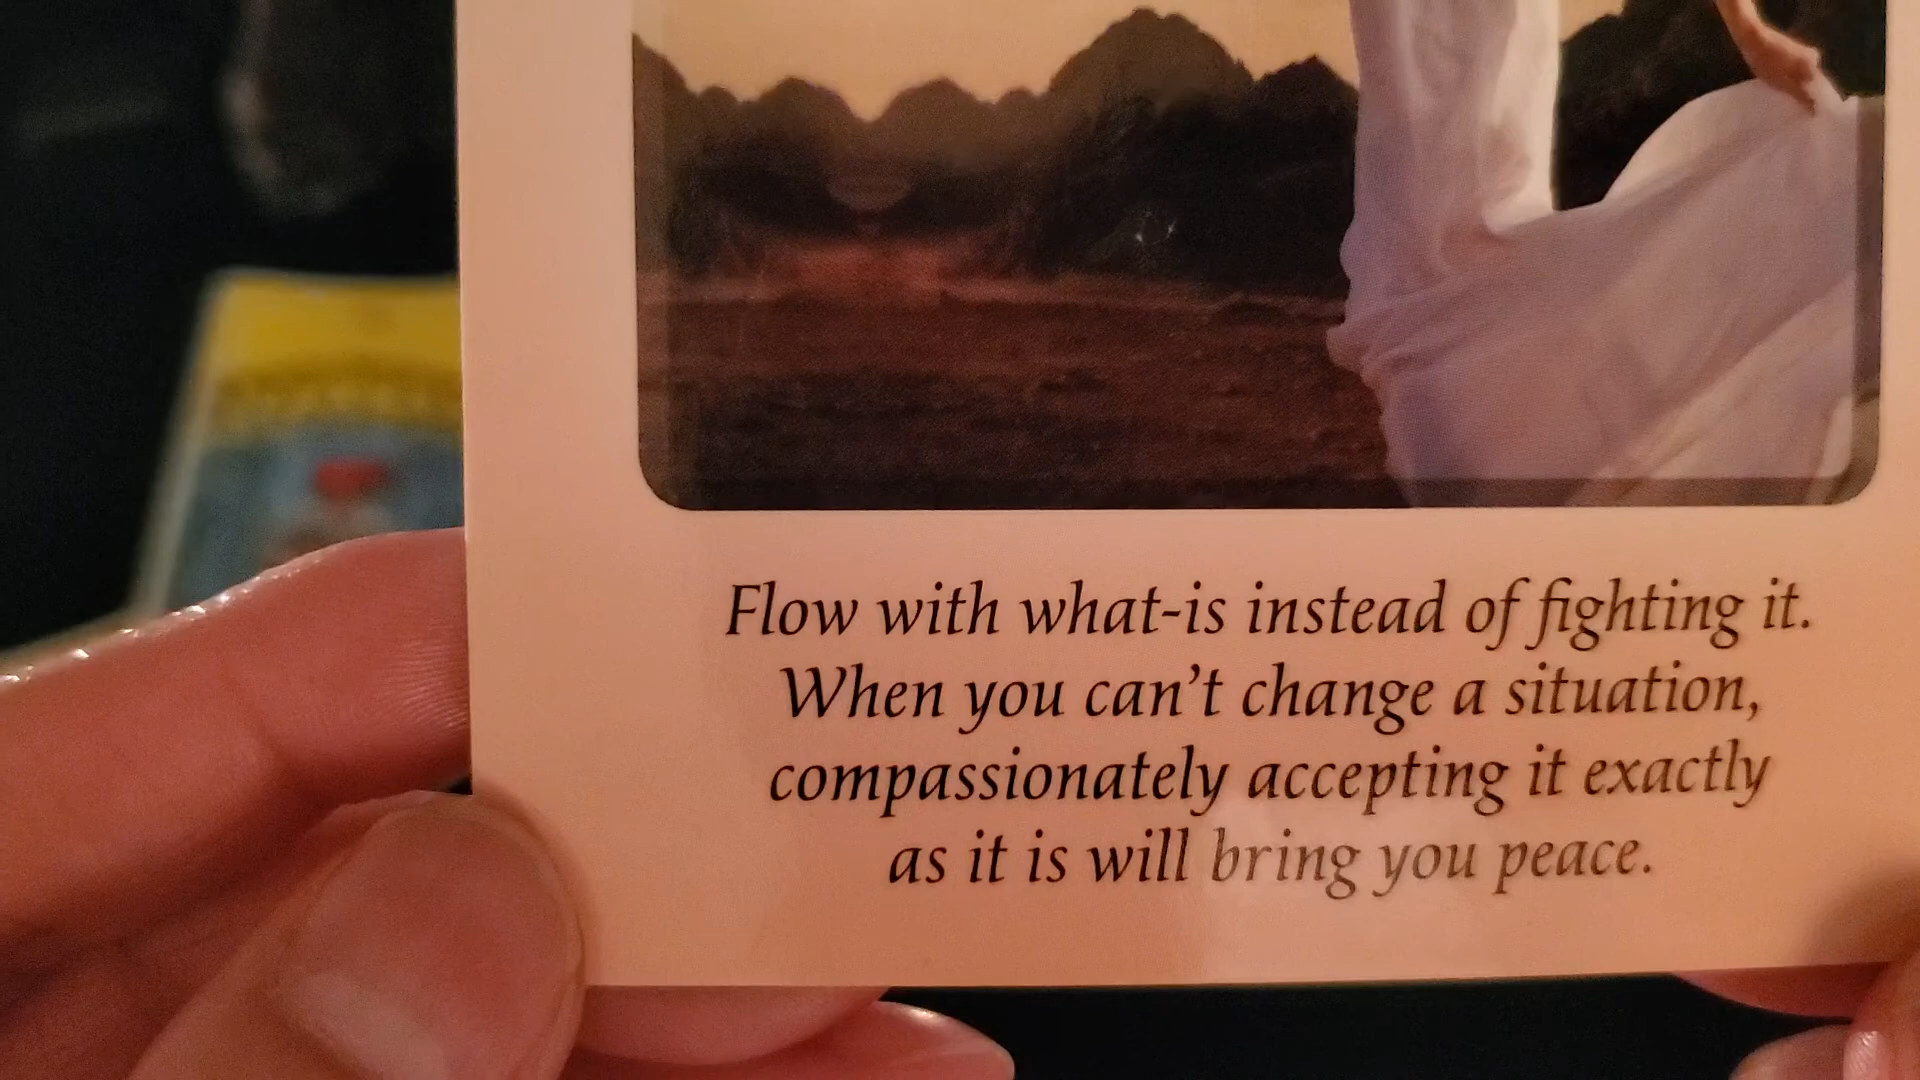 Flow with what-is instead of fighting it.
When you can't change a situation,
compassionately accepting it exactly
as it is will bring you peace.